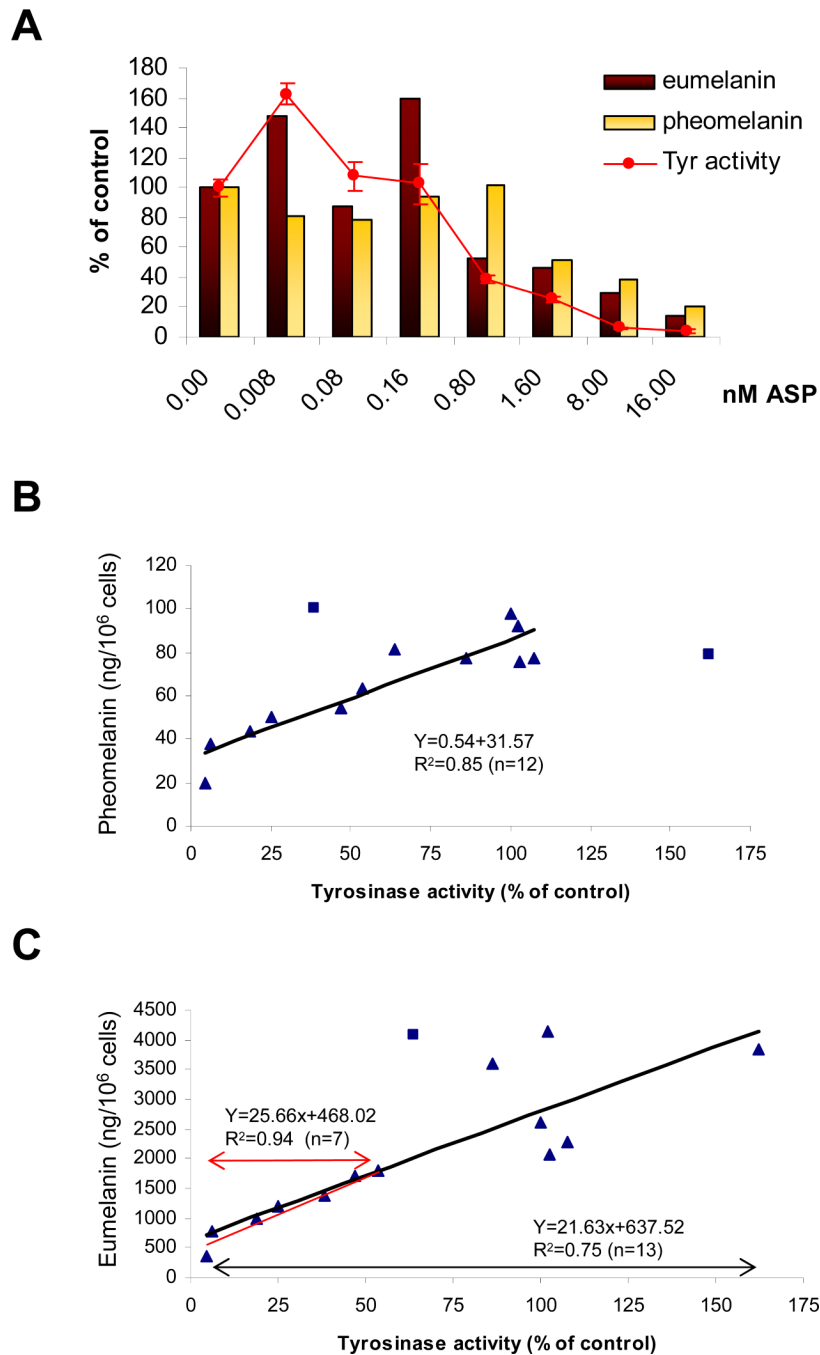 A
180
160
140
120
100
80
60
40
20
0
% of control
eumelanin
pheomelanin
Tyr activity
0.00
0.008
0.08
0.16
0.80
1.60
8.00
16.00
nM ASP
B
120
100
80
60
40
20
0
Pheomelanin (ng/10⁶ cells)
Y=0.54+31.57
R²=0.85 (n=12)
0
25
50
75
100
125
150
175
Tyrosinase activity (% of control)
C
4500
4000
3500
3000
2500
2000
1500
1000
500
0
Eumelanin (ng/10⁶ cells)
Y=25.66x+468.02
R²=0.94 (n=7)
Y=21.63x+637.52
R²=0.75 (n=13)
0
25
50
75
100
125
150
175
Tyrosinase activity (% of control)